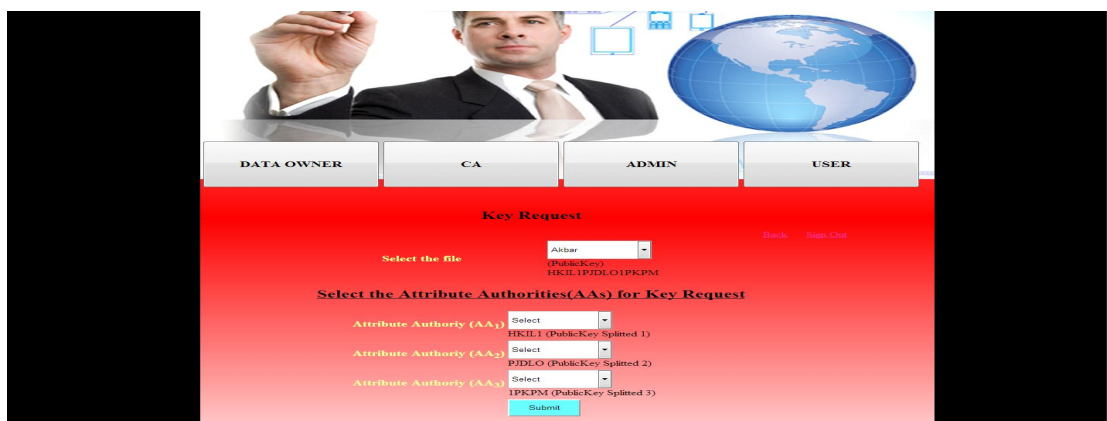 DATA OWNER CA ADMIN USER
Key Request
Back Sign Out
Select the file Akbar
(PublicKey)
HKIL1PJDLO1PKPM
Select the Attribute Authorities(AAs) for Key Request
Attribute Authoriy (AA1) Select
HKIL1 (PublicKey Splitted 1)
Attribute Authoriy (AA2) Select
PJDLO (PublicKey Splitted 2)
Attribute Authoriy (AA3) Select
1PKPM (PublicKey Splitted 3)
Submit